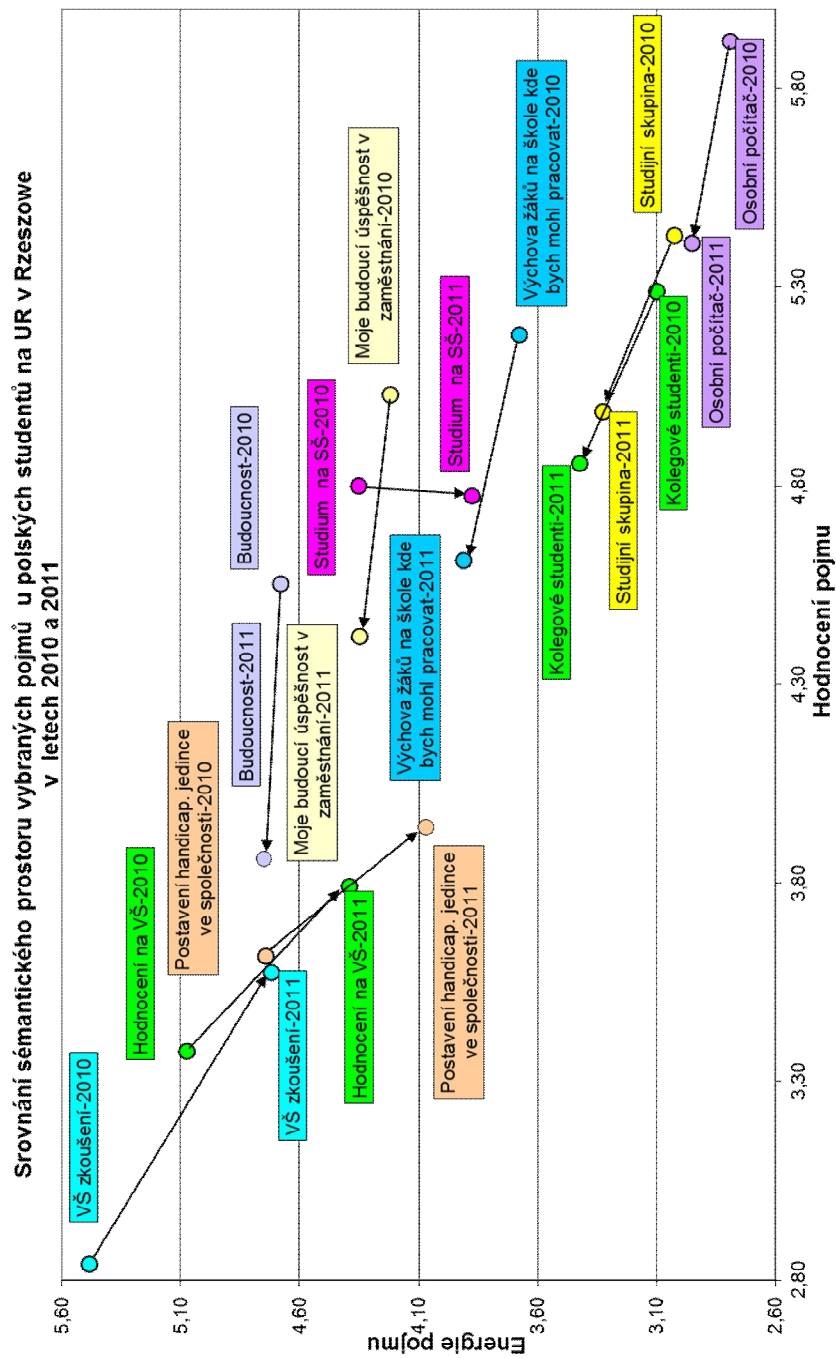 Srovnání sémantického prostoru vybraných pojmů u polských studentů na UR v Rzeszowe
v letech 2010 a 2011
Energie pojmu
5,60
5,10
4,60
4,10
3,60
3,10
2,60
VŠ zkoušení-2010
Hodnocení na VŠ-2010
Postavení handicap. jedince
ve společnosti-2010
Budoucnost-2011
Budoucnost-2010
VŠ zkoušení-2011
Moje budoucí úspěšnost v
zaměstnání-2011
Studium na SŠ-2010
Moje budoucí úspěšnost v
zaměstnání-2010
Hodnocení na VŠ-2011
Výchova žáků na škole kde
bych mohl pracovat-2011
Studium na SŠ-2011
Postavení handicap. jedince
ve společnosti-2011
Výchova žáků na škole kde
bych mohl pracovat-2010
Kolegové studenti-2011
Studijní skupina-2011
Studijní skupina-2010
Kolegové studenti-2010
Osobní počítač-2011
Osobní počítač-2010
2,80
3,30
3,80
4,30
4,80
5,30
5,80
Hodnocení pojmu